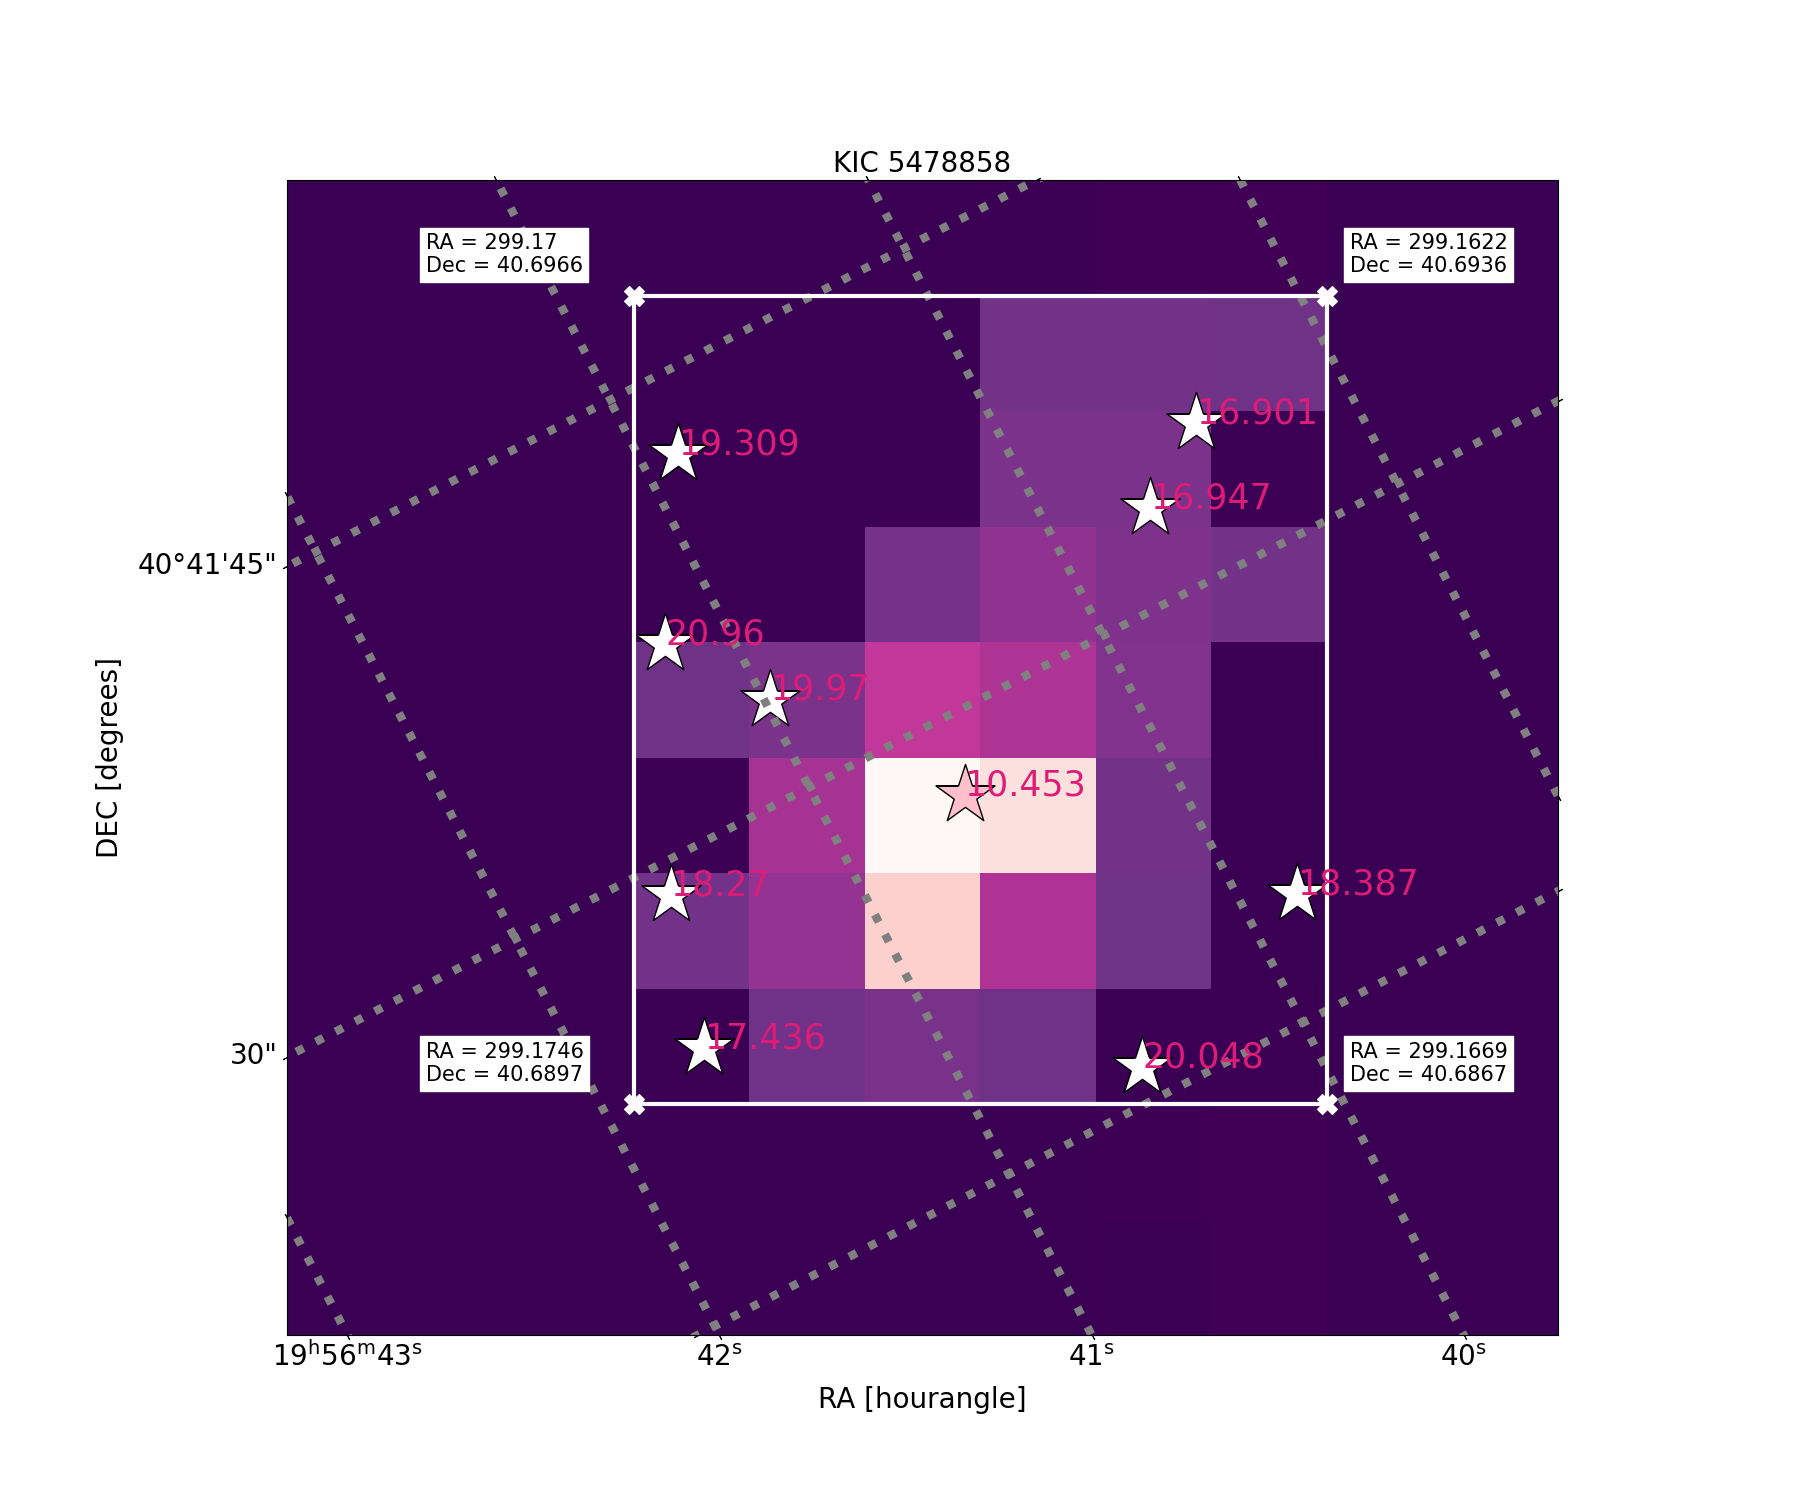 KIC 5478858
RA = 299.17
Dec = 40.6966
RA = 299.1622
Dec = 40.6936
16.901
19.309
16.947
40°41'45"
20.96
19.97
10.453
DEC [degrees]
18.27
18.387
17.436
20.048
30"
RA = 299.1746
Dec = 40.6897
RA = 299.1669
Dec = 40.6867
19ʰ56ᵐ43ˢ 42ˢ 41ˢ 40ˢ
RA [hourangle]